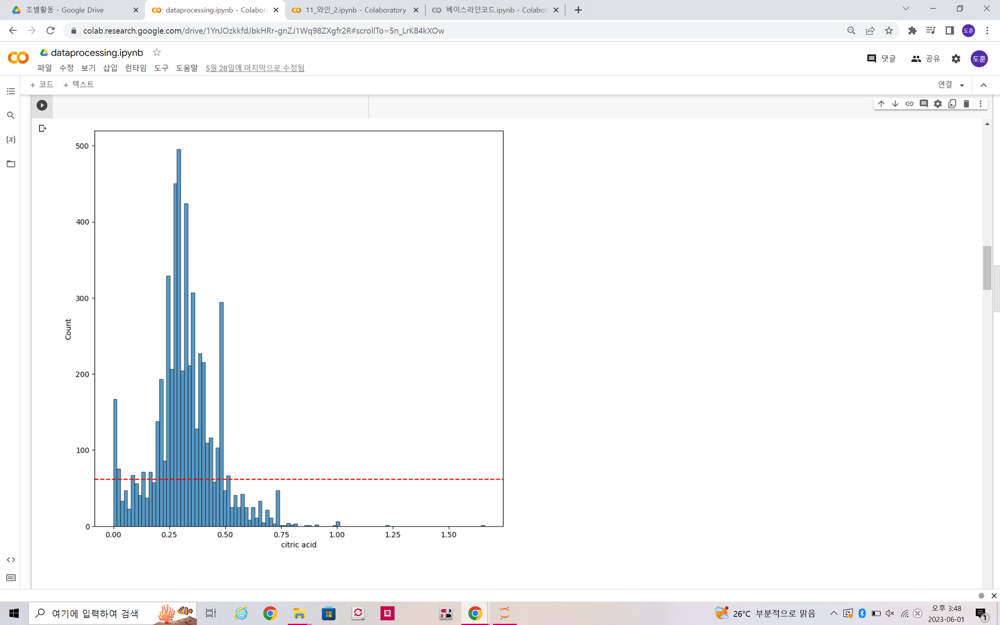 조별활동 - Google Drive
dataprocessing.ipynb - Colabora
11_와인_2.ipynb - Colaboratory
베이스라인코드.ipynb - Colabor
colab.research.google.com/drive/1YnJOzkkfdJbkHRr-gnZJ1Wq98ZXgfr2R#scrollTo=5n_LrK84kXOw
도훈
dataprocessing.ipynb
댓글
공유
도훈
파일 수정 보기 삽입 런타임 도구 도움말 5월 28일에 마지막으로 수정됨
+ 코드 + 텍스트
연결
{x}
500
400
300
200
100
0
Count
0.00 0.25 0.50 0.75 1.00 1.25 1.50
citric acid
여기에 입력하여 검색
26°C 부분적으로 맑음
오후 3:48
2023-06-01
1